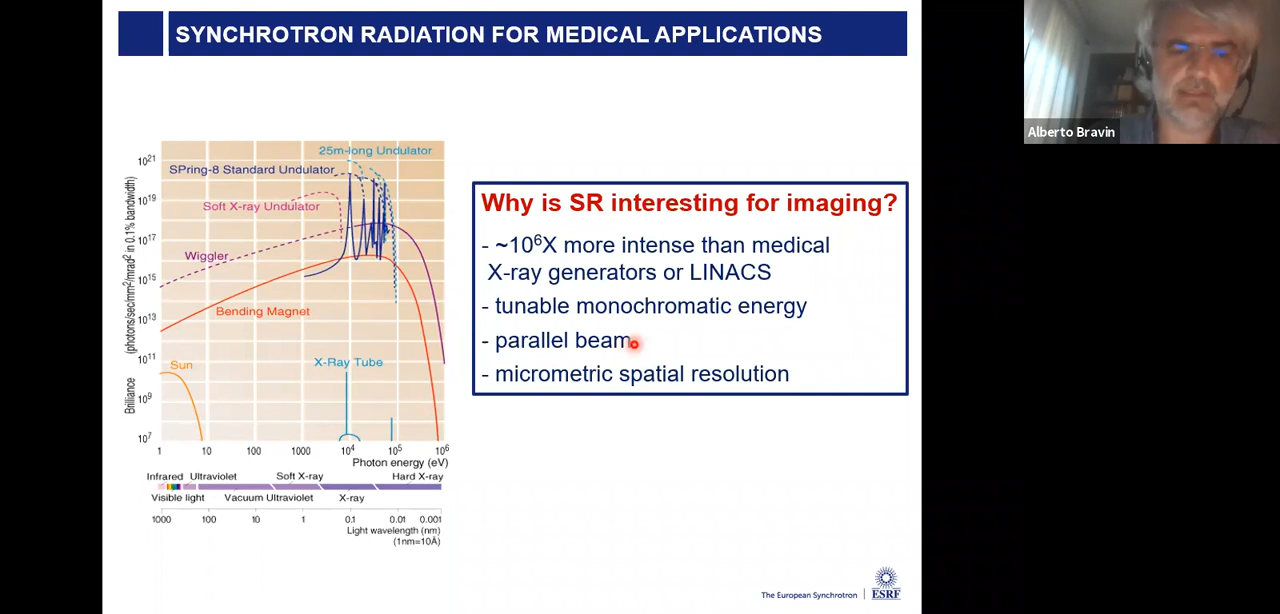 SYNCHROTRON RADIATION FOR MEDICAL APPLICATIONS
Alberto Bravin
10²¹
10¹⁹
10¹⁷
10¹⁵
10¹³
10¹¹
10⁹
10⁷
Brilliance (photons/sec/mm²/mrad² in 0.1% bandwidth)
25m-long Undulator
SPring-8 Standard Undulator
Soft X-ray Undulator
Wiggler
Bending Magnet
Sun
X-Ray Tube
1 10 100 1000 10⁴ 10⁵ 10⁶
Photon energy (eV)
Infrared Ultraviolet Soft X-ray Hard X-ray
Visible light Vacuum Ultraviolet X-ray
1000 100 10 1 0.1 0.01 0.001
Light wavelength (nm)
(1nm=10Å)
Why is SR interesting for imaging?
- ~10⁶X more intense than medical
X-ray generators or LINACS
- tunable monochromatic energy
- parallel beam
- micrometric spatial resolution
The European Synchrotron
ESRF